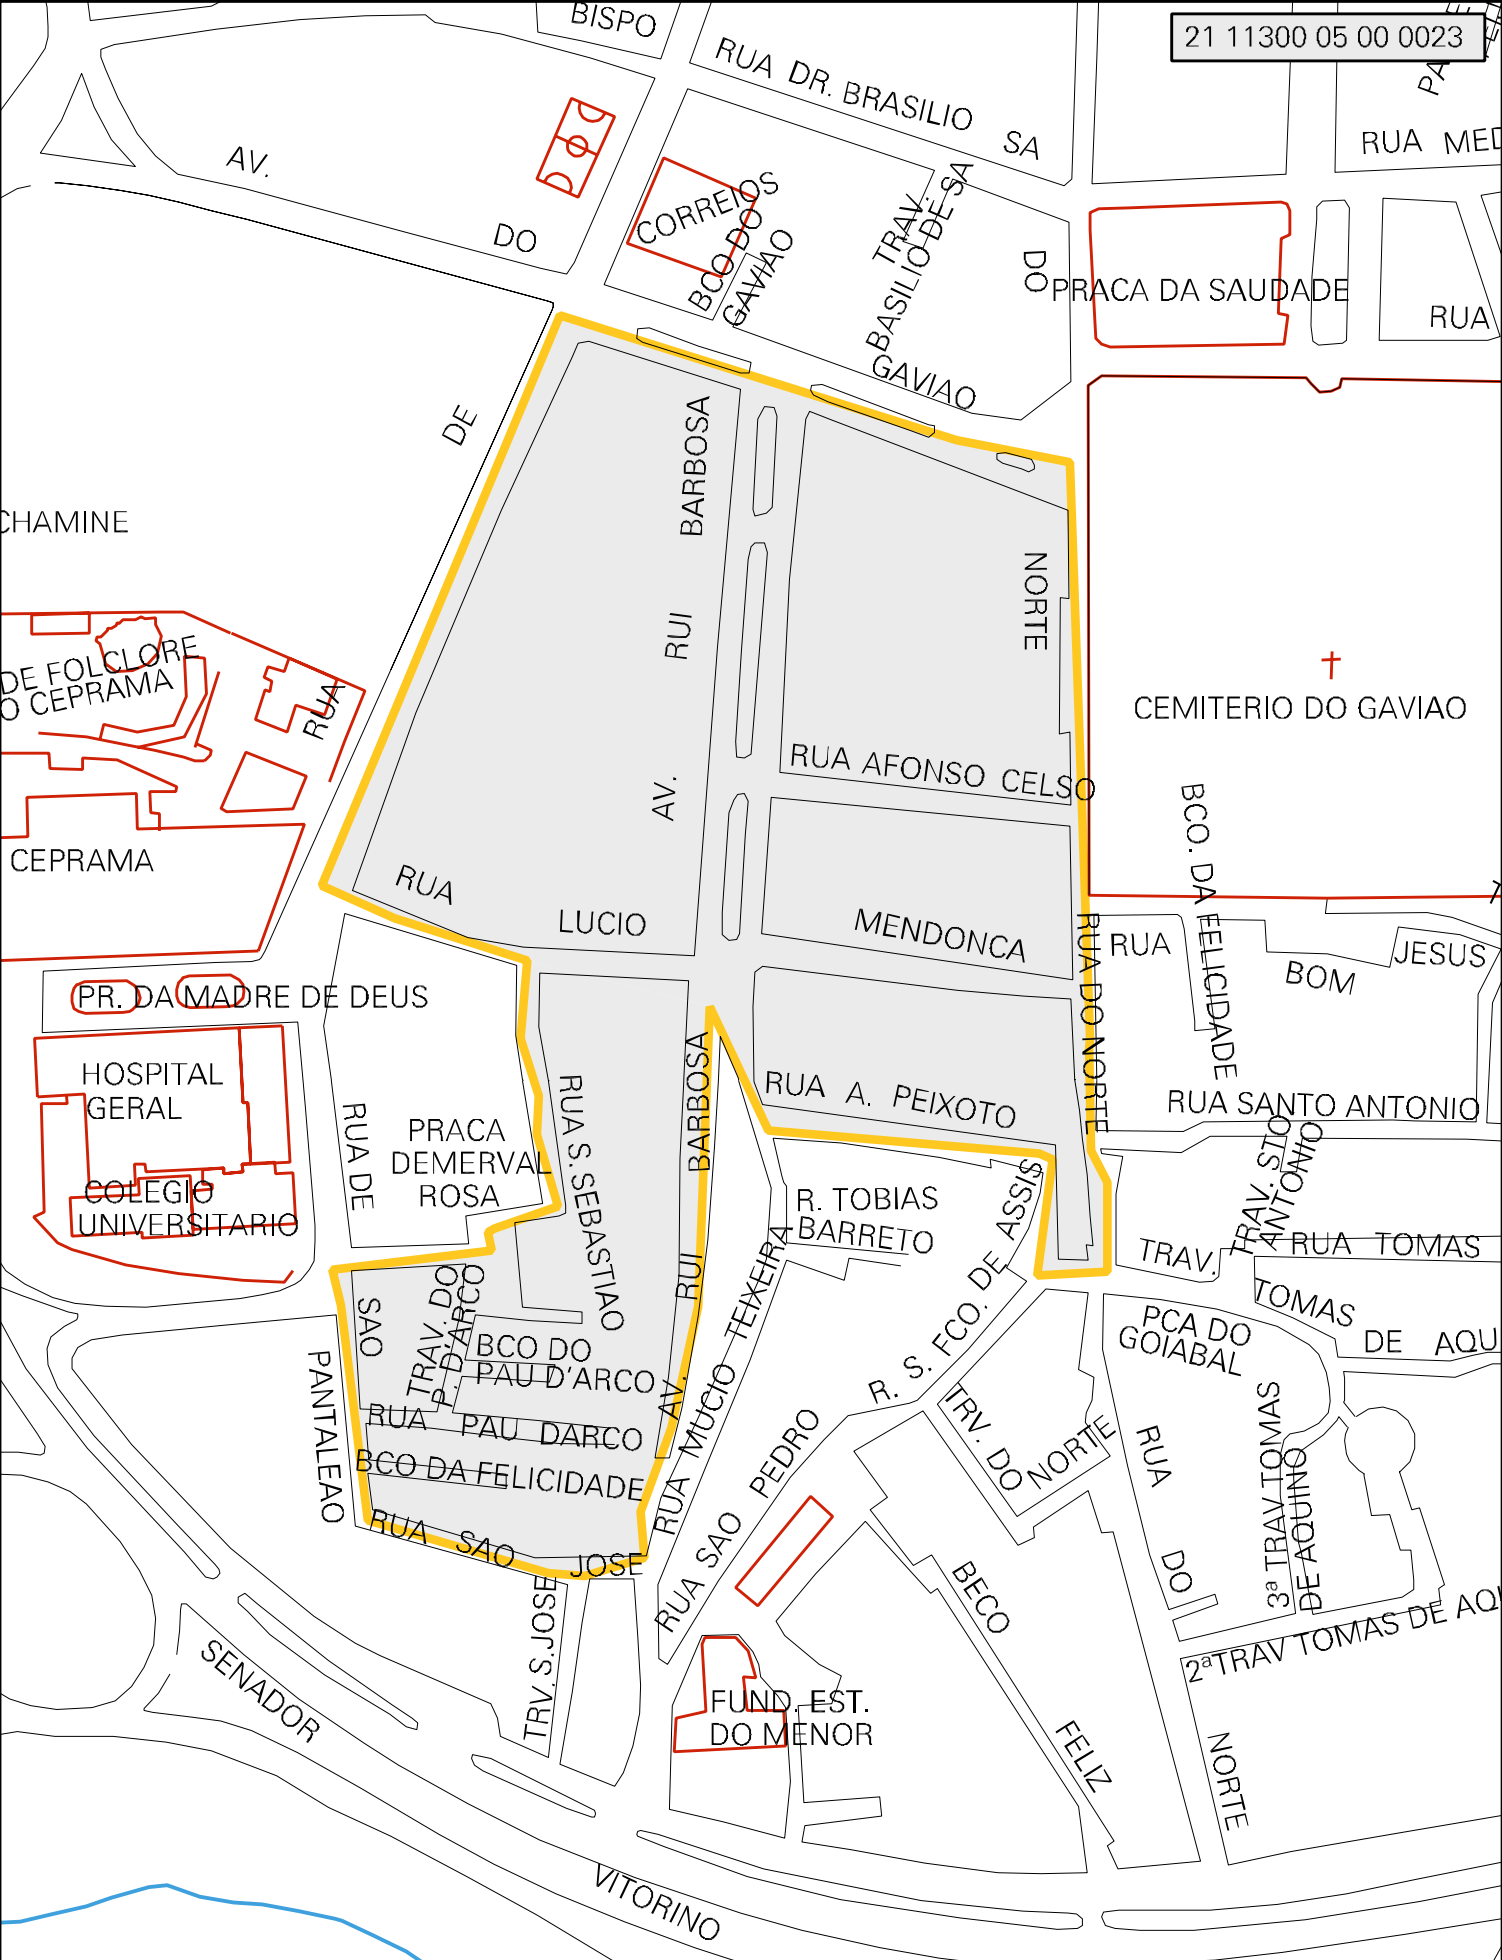 BISPO
21 11300 05 00 0023
RUA DR. BRASILIO SA
RUA MED
AV.
DO
CORREIOS
BCO DO
GAVIAO
TRAV.
BASILIO DE SA
DO
PRACA DA SAUDADE
RUA
GAVIAO
DE
BARBOSA
CHAMINE
NORTE
RUI
DE FOLCLORE
O CEPRAMA
RUA
CEMITERIO DO GAVIAO
RUA AFONSO CELSO
AV.
BCO. DA FELICIDADE
CEPRAMA
RUA
LUCIO
MENDONCA
RUA DO NORTE
RUA
BOM
JESUS
PR. DA MADRE DE DEUS
HOSPITAL
GERAL
RUA DE
PRACA
DEMERVAL
ROSA
RUA S. SEBASTIAO
BARBOSA
RUA A. PEIXOTO
RUA SANTO ANTONIO
COLEGIO
UNIVERSITARIO
R. TOBIAS
BARRETO
R. S. FCO. DE ASSIS
TRAV. STO
ANTONIO
TRAV.
RUA TOMAS
SAO
TRAV. DO
P. D'ARCO
RUI
RUA MUCIO TEIXEIRA
TOMAS
DE AQU
PCA DO
GOIABAL
BCO DO
PAU D'ARCO
PANTALEAO
AV.
RUA PAU DARCO
BCO DA FELICIDADE
RUA SAO PEDRO
TRV. DO
NORTE
RUA
DO
3ª TRAV TOMAS
DE AQUINO
RUA SAO JOSE
TRV. S.JOSE
BECO
2ª TRAV TOMAS DE AQU
SENADOR
FUND. EST.
DO MENOR
FELIZ
NORTE
VITORINO